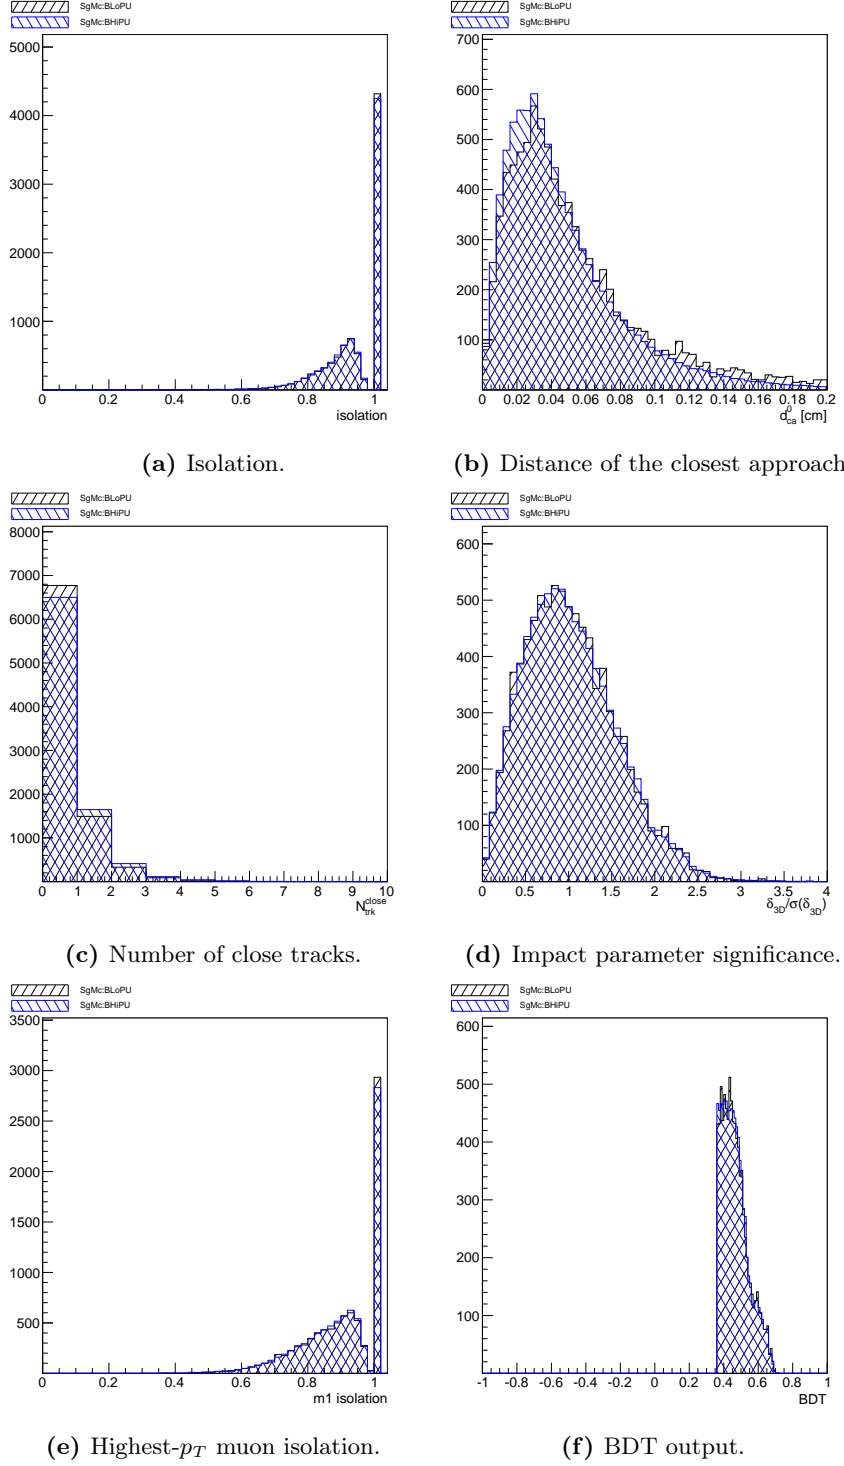 SgMc:BLoPU
SgMc:BHiPU
5000
4000
3000
2000
1000
0 0.2 0.4 0.6 0.8 1
isolation
(a) Isolation.
SgMc:BLoPU
SgMc:BHiPU
700
600
500
400
300
200
100
0 0.02 0.04 0.06 0.08 0.1 0.12 0.14 0.16 0.18 0.2
d⁰ca [cm]
(b) Distance of the closest approach
SgMc:BLoPU
SgMc:BHiPU
8000
7000
6000
5000
4000
3000
2000
1000
0 1 2 3 4 5 6 7 8 9 10
N^close_trk
(c) Number of close tracks.
SgMc:BLoPU
SgMc:BHiPU
600
500
400
300
200
100
0 0.5 1 1.5 2 2.5 3 3.5 4
δ3D/σ(δ3D)
(d) Impact parameter significance.
SgMc:BLoPU
SgMc:BHiPU
3500
3000
2500
2000
1500
1000
500
0 0.2 0.4 0.6 0.8 1
m1 isolation
(e) Highest-pT muon isolation.
SgMc:BLoPU
SgMc:BHiPU
600
500
400
300
200
100
-1 -0.8 -0.6 -0.4 -0.2 0 0.2 0.4 0.6 0.8 1
BDT
(f) BDT output.